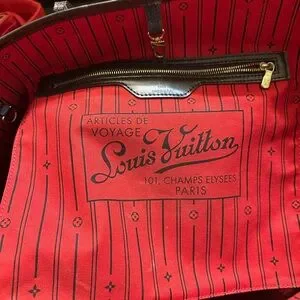 ARTICLES DE
VOYAGE
Louis Vuitton
101, CHAMPS ELYSEES
PARIS